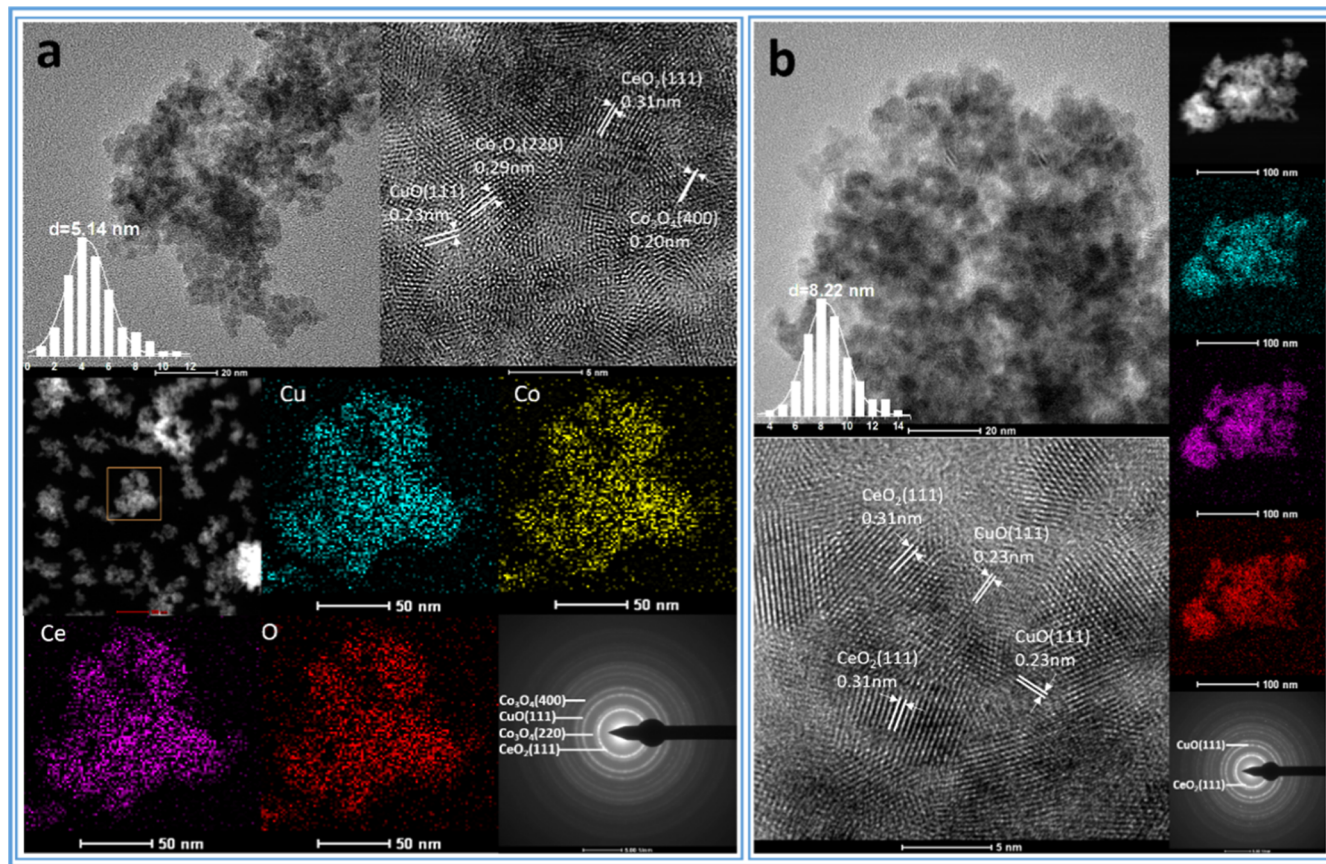 a
d=5.14 nm
0 2 4 6 8 10 12
20 nm
CeO₂(111)
0.31nm
Co₃O₄(220)
0.29nm
CuO(111)
0.23nm
Co₃O₄(400)
0.20nm
5 nm
Cu
50 nm
Co
50 nm
Ce
50 nm
O
50 nm
Co₃O₄(400)
CuO(111)
Co₃O₄(220)
CeO₂(111)
b
d=8.22 nm
4 6 8 10 12 14
20 nm
CeO₂(111)
0.31nm
CuO(111)
0.23nm
CuO(111)
0.23nm
CeO₂(111)
0.31nm
5 nm
100 nm
100 nm
100 nm
100 nm
CuO(111)
CeO₂(111)